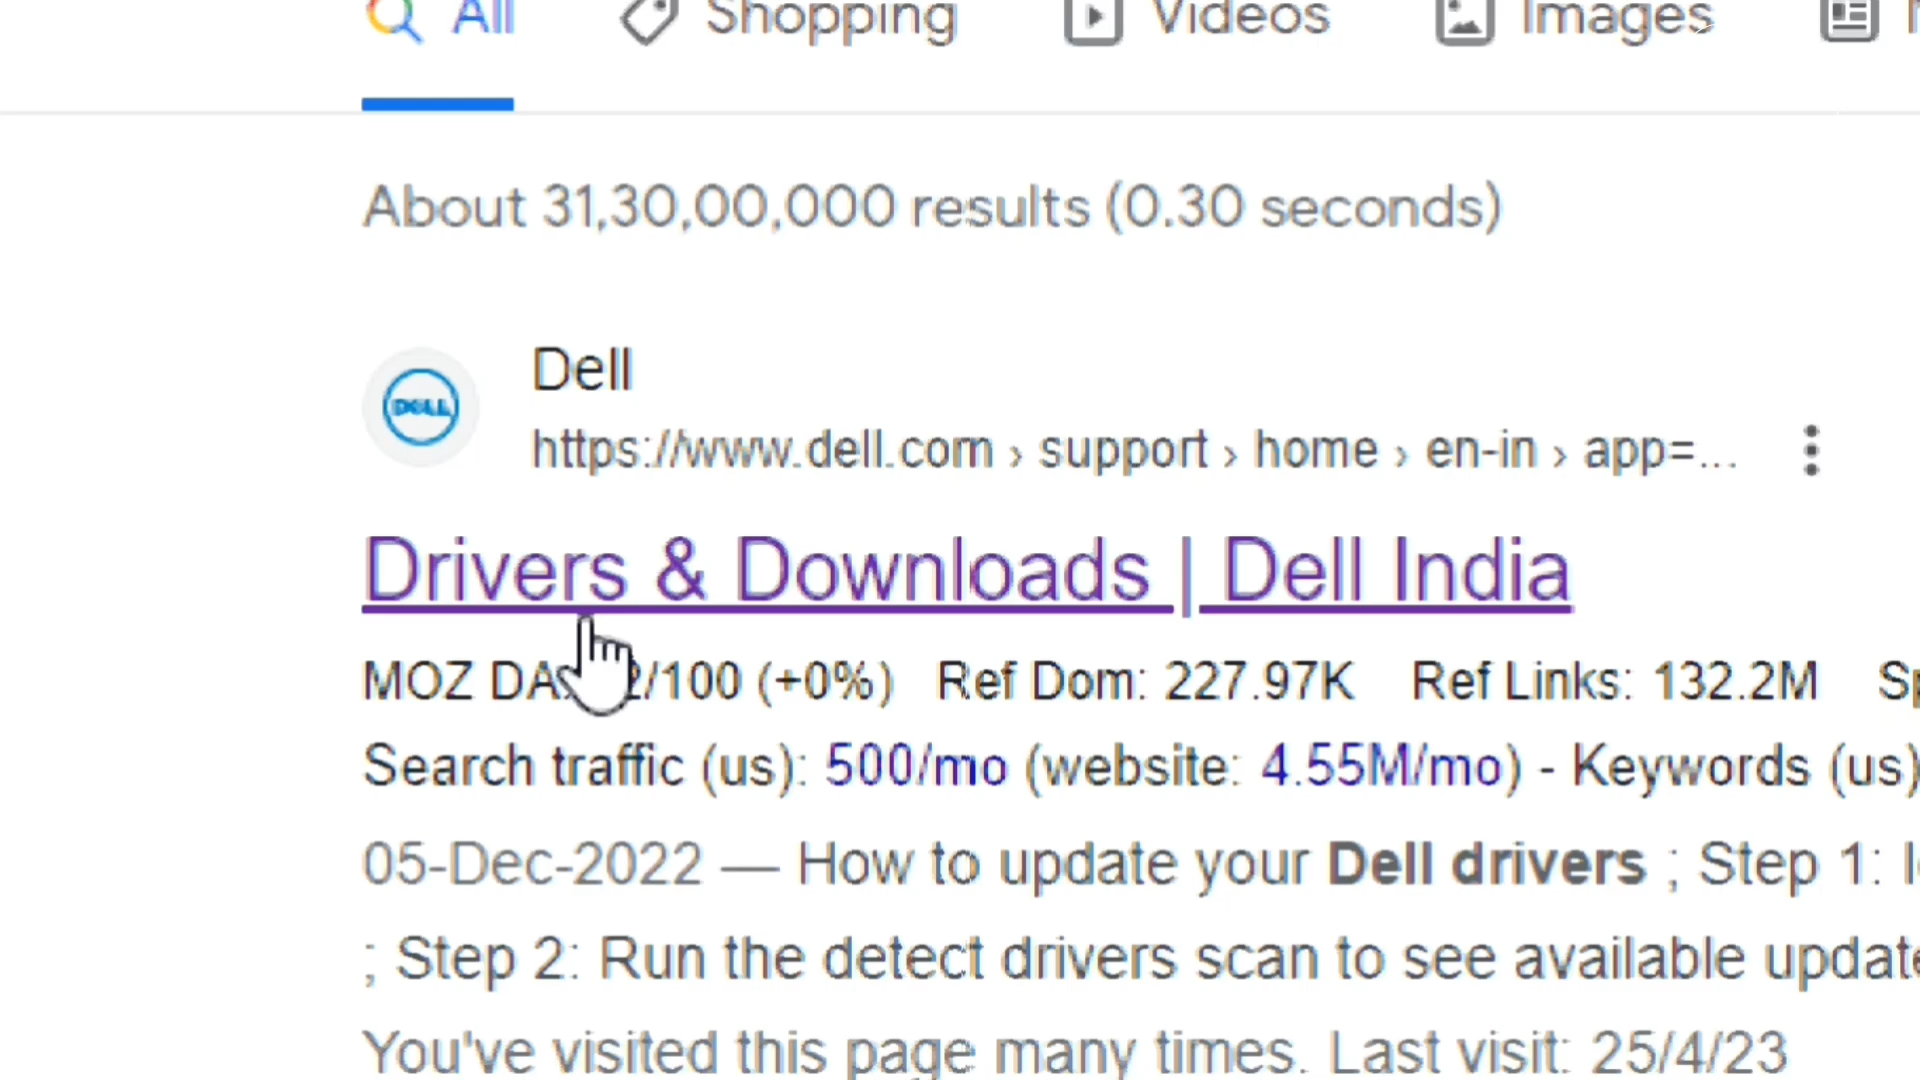 All Shopping Videos Images
About 31,30,00,000 results (0.30 seconds)
Dell
DELL
https://www.dell.com › support › home › en-in › app=...
Drivers & Downloads | Dell India
MOZ DA: 2/100 (+0%) Ref Dom: 227.97K Ref Links: 132.2M Sp
Search traffic (us): 500/mo (website: 4.55M/mo) - Keywords (us)
05-Dec-2022 — How to update your Dell drivers ; Step 1:
; Step 2: Run the detect drivers scan to see available update
You've visited this page many times. Last visit: 25/4/23